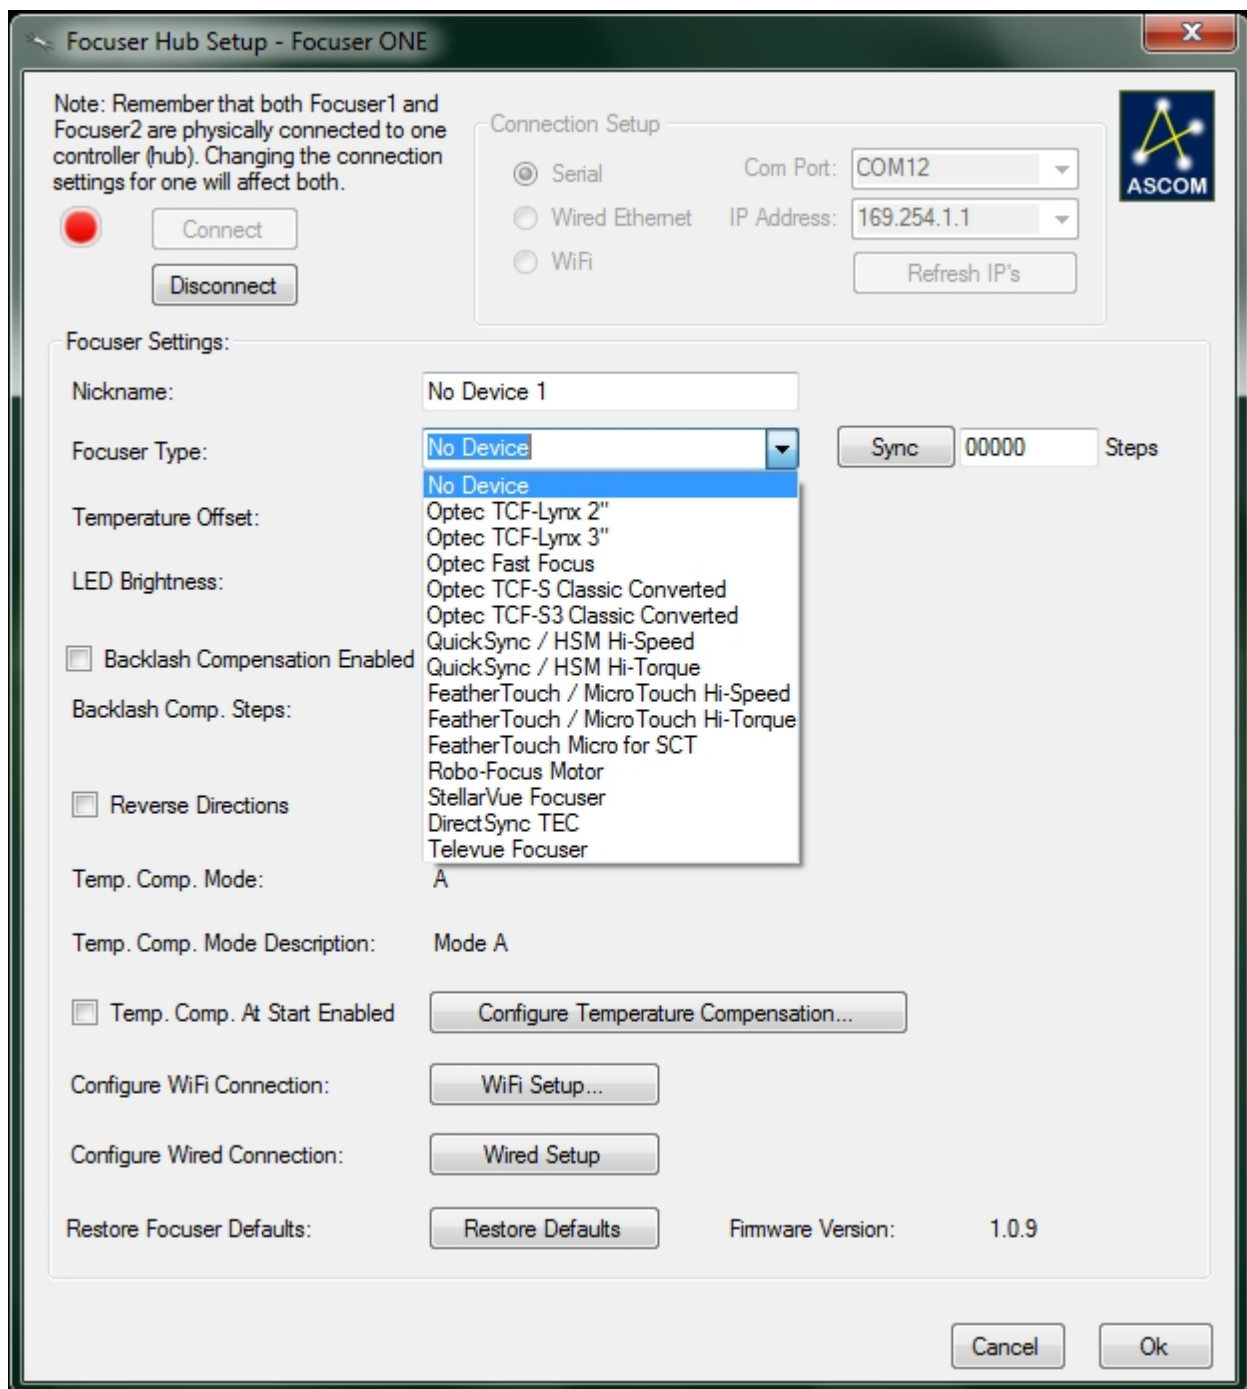 Focuser Hub Setup - Focuser ONE
x
Note: Remember that both Focuser1 and
Focuser2 are physically connected to one
controller (hub). Changing the connection
settings for one will affect both.
Connect
Disconnect
Connection Setup
Serial
Com Port: COM12
Wired Ethernet
IP Address: 169.254.1.1
WiFi
Refresh IP's
ASCOM
Focuser Settings:
Nickname: No Device 1
Focuser Type: No Device
Sync 00000 Steps
No Device
Optec TCF-Lynx 2"
Optec TCF-Lynx 3"
Optec Fast Focus
Optec TCF-S Classic Converted
Optec TCF-S3 Classic Converted
QuickSync / HSM Hi-Speed
QuickSync / HSM Hi-Torque
FeatherTouch / MicroTouch Hi-Speed
FeatherTouch / MicroTouch Hi-Torque
FeatherTouch Micro for SCT
Robo-Focus Motor
StellarVue Focuser
DirectSync TEC
Televue Focuser
Temperature Offset:
LED Brightness:
Backlash Compensation Enabled
Backlash Comp. Steps:
Reverse Directions
Temp. Comp. Mode: A
Temp. Comp. Mode Description: Mode A
Temp. Comp. At Start Enabled
Configure Temperature Compensation...
Configure WiFi Connection: WiFi Setup...
Configure Wired Connection: Wired Setup
Restore Focuser Defaults: Restore Defaults
Firmware Version: 1.0.9
Cancel
Ok